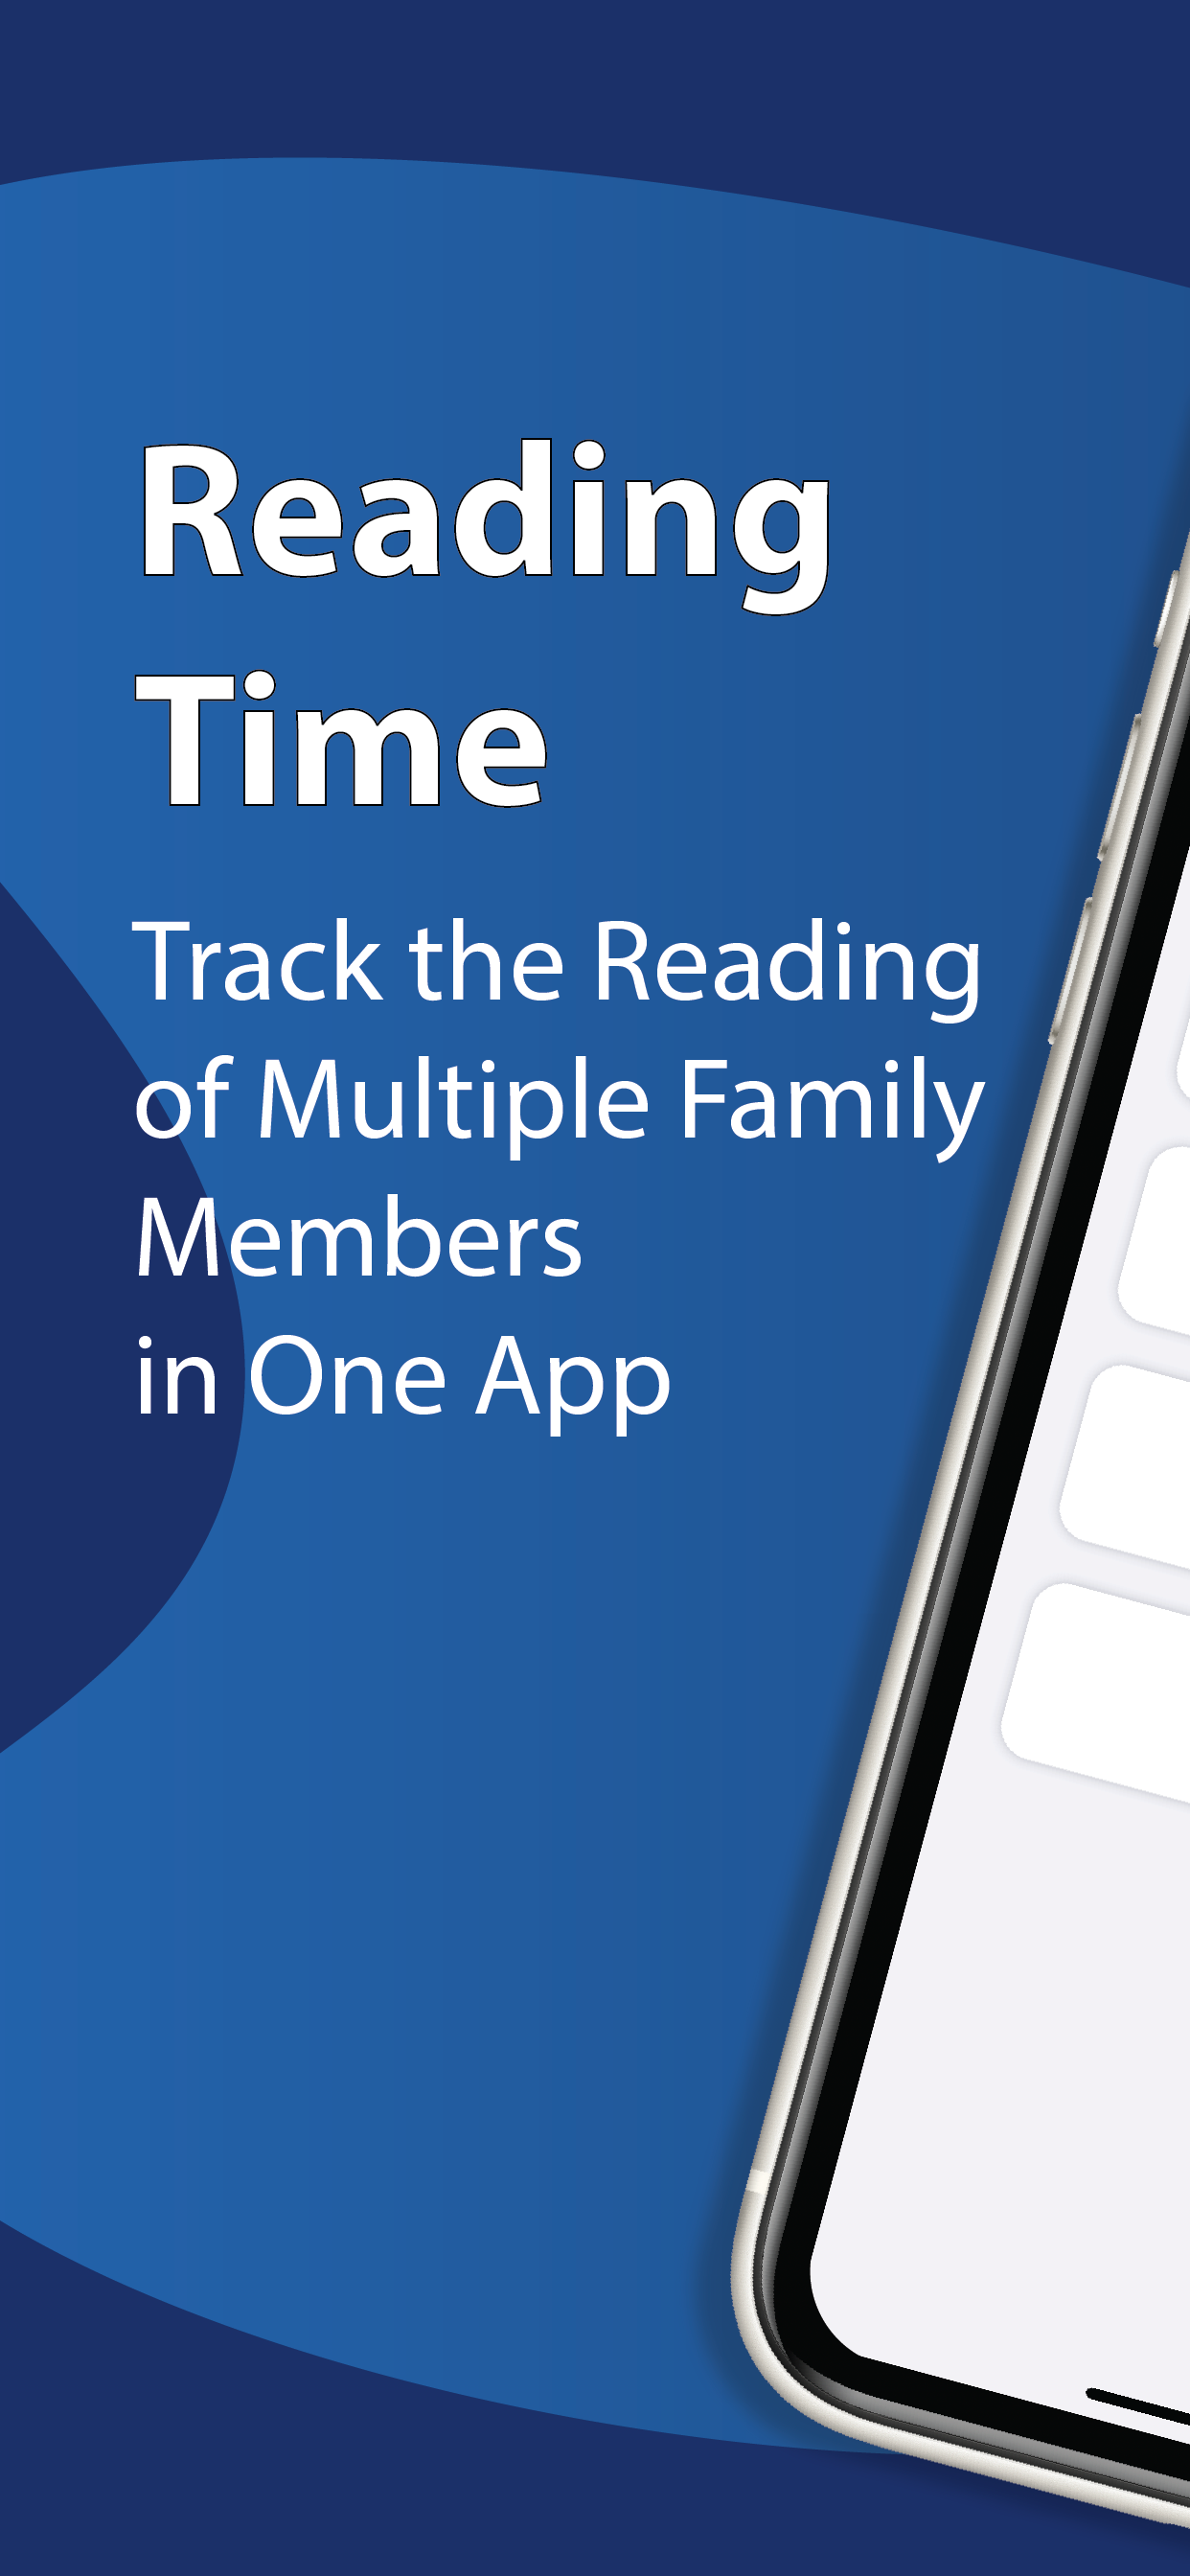 Reading
Time
Track the Reading
of Multiple Family
Members
in One App